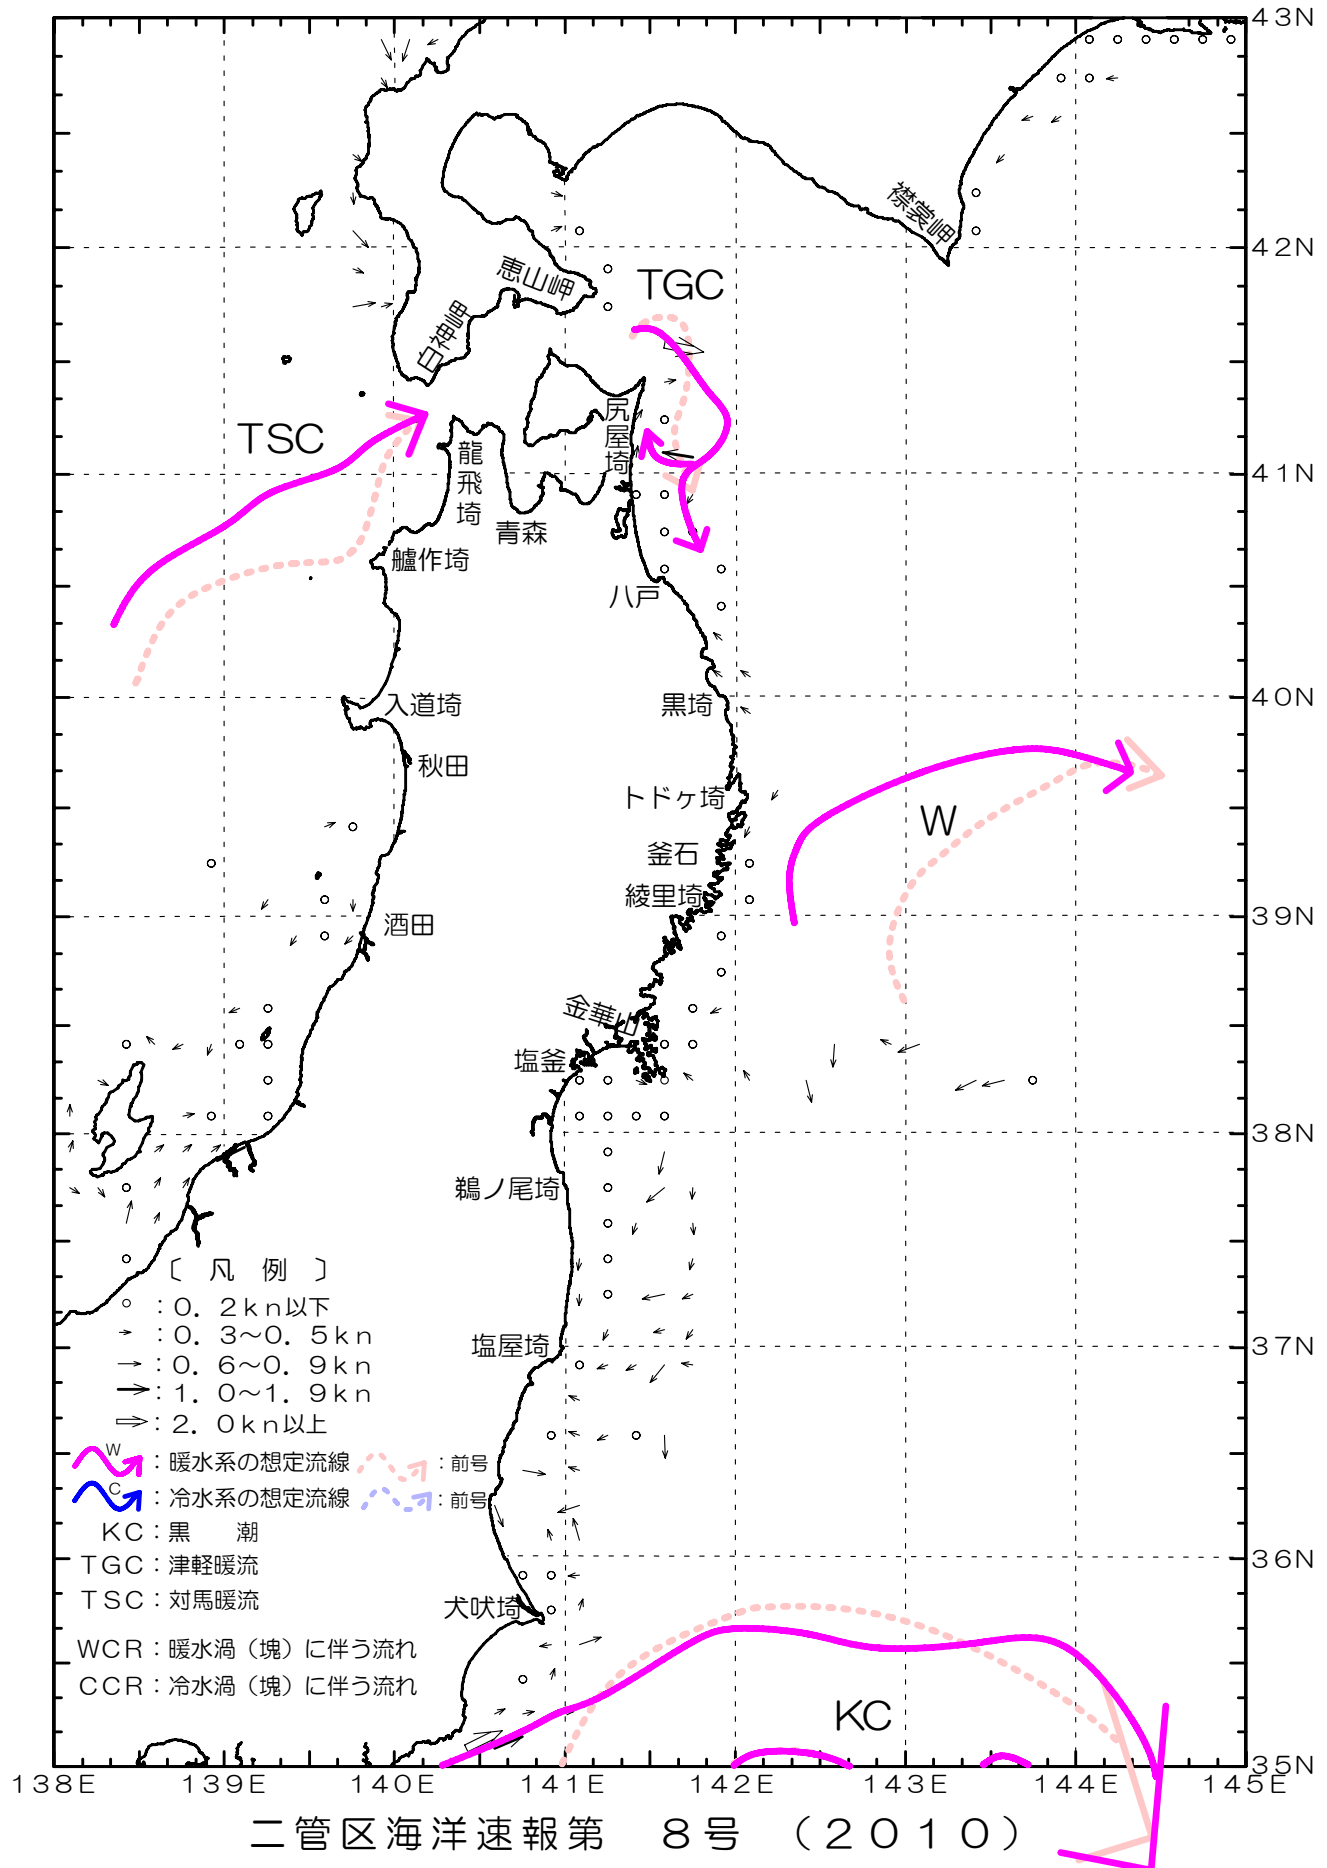 43N
襟裳岬
42N
恵山岬
TGC
白神岬
尻屋埼
TSC
龍飛埼
41N
青森
艫作埼
八戸
入道埼
黒埼
40N
秋田
トドヶ埼
W
釜石
綾里埼
酒田
39N
金華山
塩釜
38N
鵜ノ尾埼
〔 凡 例 〕
○ ：０．２ｋｎ以下
：０．３～０．５ｋｎ
塩屋埼
37N
：０．６～０．９ｋｎ
：１．０～１．９ｋｎ
：２．０ｋｎ以上
W ：暖水系の想定流線 ：前号
C ：冷水系の想定流線 ：前号
ＫＣ：黒　潮
ＴＧＣ：津軽暖流
36N
ＴＳＣ：対馬暖流
犬吠埼
ＷＣＲ：暖水渦（塊）に伴う流れ
ＣＣＲ：冷水渦（塊）に伴う流れ
KC
35N
138E 139E 140E 141E 142E 143E 144E 145E
二管区海洋速報第　８号　（２０１０）